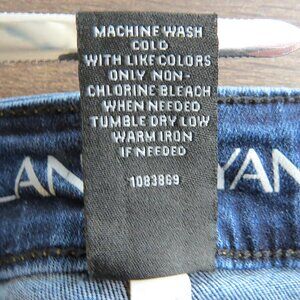 MACHINE WASH
COLD
WITH LIKE COLORS
ONLY NON-
CHLORINE BLEACH
WHEN NEEDED
TUMBLE DRY LOW
WARM IRON
IF NEEDED
1083869